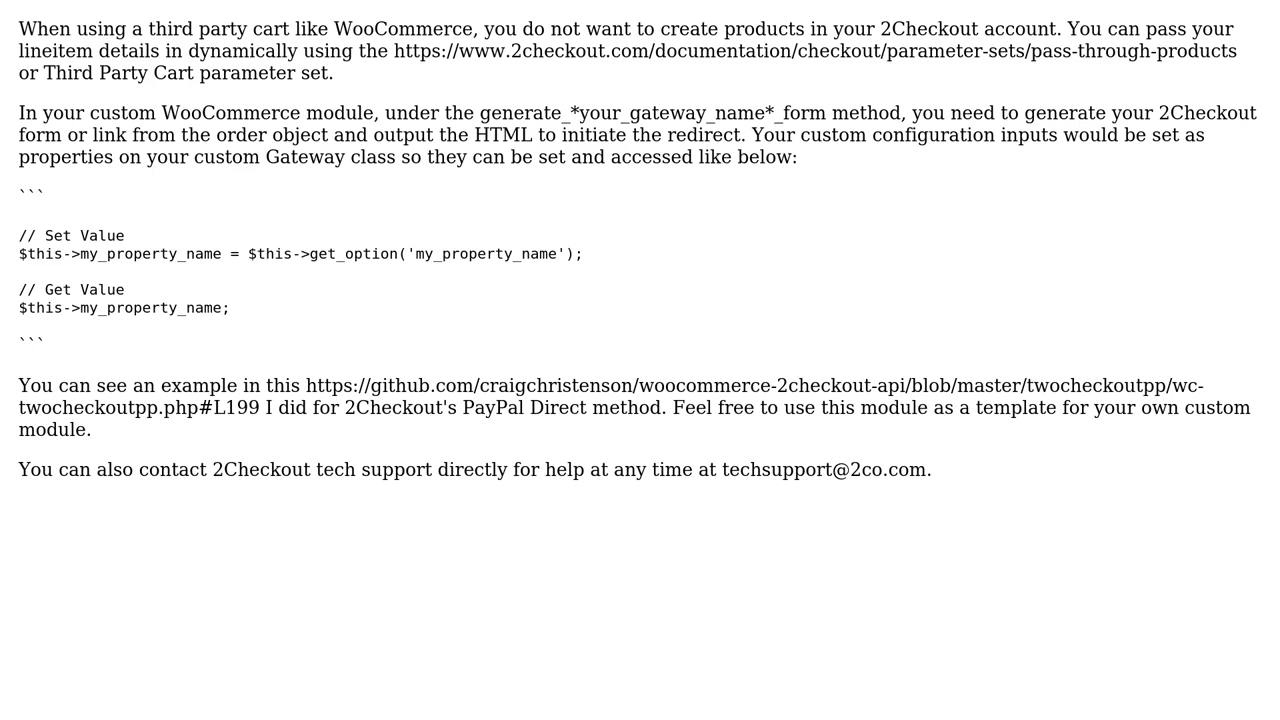 When using a third party cart like WooCommerce, you do not want to create products in your 2Checkout account. You can pass your
lineitem details in dynamically using the https://www.2checkout.com/documentation/checkout/parameter-sets/pass-through-products
or Third Party Cart parameter set.
In your custom WooCommerce module, under the generate_*your_gateway_name*_form method, you need to generate your 2Checkout
form or link from the order object and output the HTML to initiate the redirect. Your custom configuration inputs would be set as
properties on your custom Gateway class so they can be set and accessed like below:
```
// Set Value
$this->my_property_name = $this->get_option('my_property_name');
// Get Value
$this->my_property_name;
```
You can see an example in this https://github.com/craigchristenson/woocommerce-2checkout-api/blob/master/twocheckoutpp/wc-
twocheckoutpp.php#L199 I did for 2Checkout's PayPal Direct method. Feel free to use this module as a template for your own custom
module.
You can also contact 2Checkout tech support directly for help at any time at techsupport@2co.com.